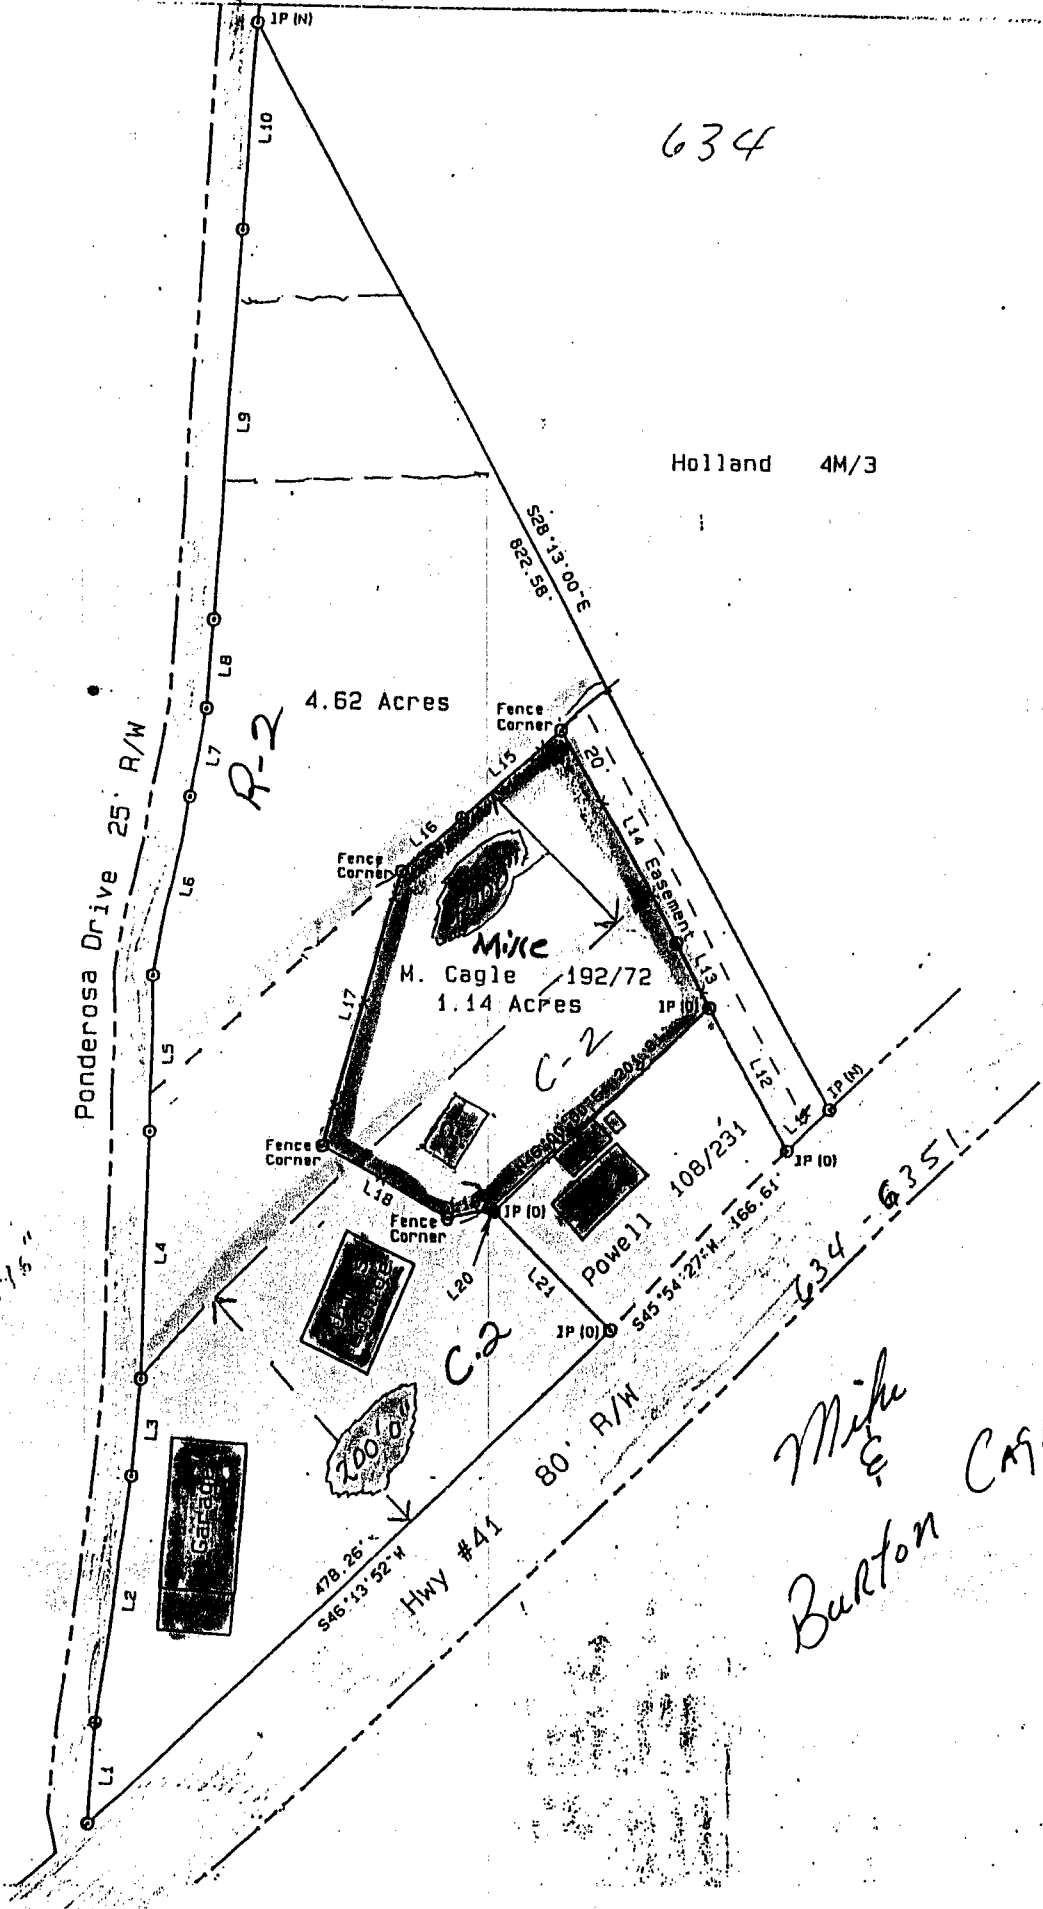 IP (N)
L10
634
L9
Holland 4M/3
S28°13'00"E
822.58'
L8
4.62 Acres
Fence
Corner
R-2
L7
Ponderosa Drive 25' R/W
L15
20'
L16
L14
Easement
Fence
Corner
L6
Mike
M. Cagle 192/72
1.14 Acres
L13
IP (O)
L17
C-2
L5
L12
IP (N)
IP (O)
Fence
Corner
L18
108/231
Powell
IP (O)
Fence
Corner
L20
L21
S45°54'27"W 166.61'
IP (O)
L4
C.2
634
6351
80' R/W
L3
Garage
200'0"
478.26'
S46°13'52"W
Hwy #41
Mike
&
Burton
L2
L1